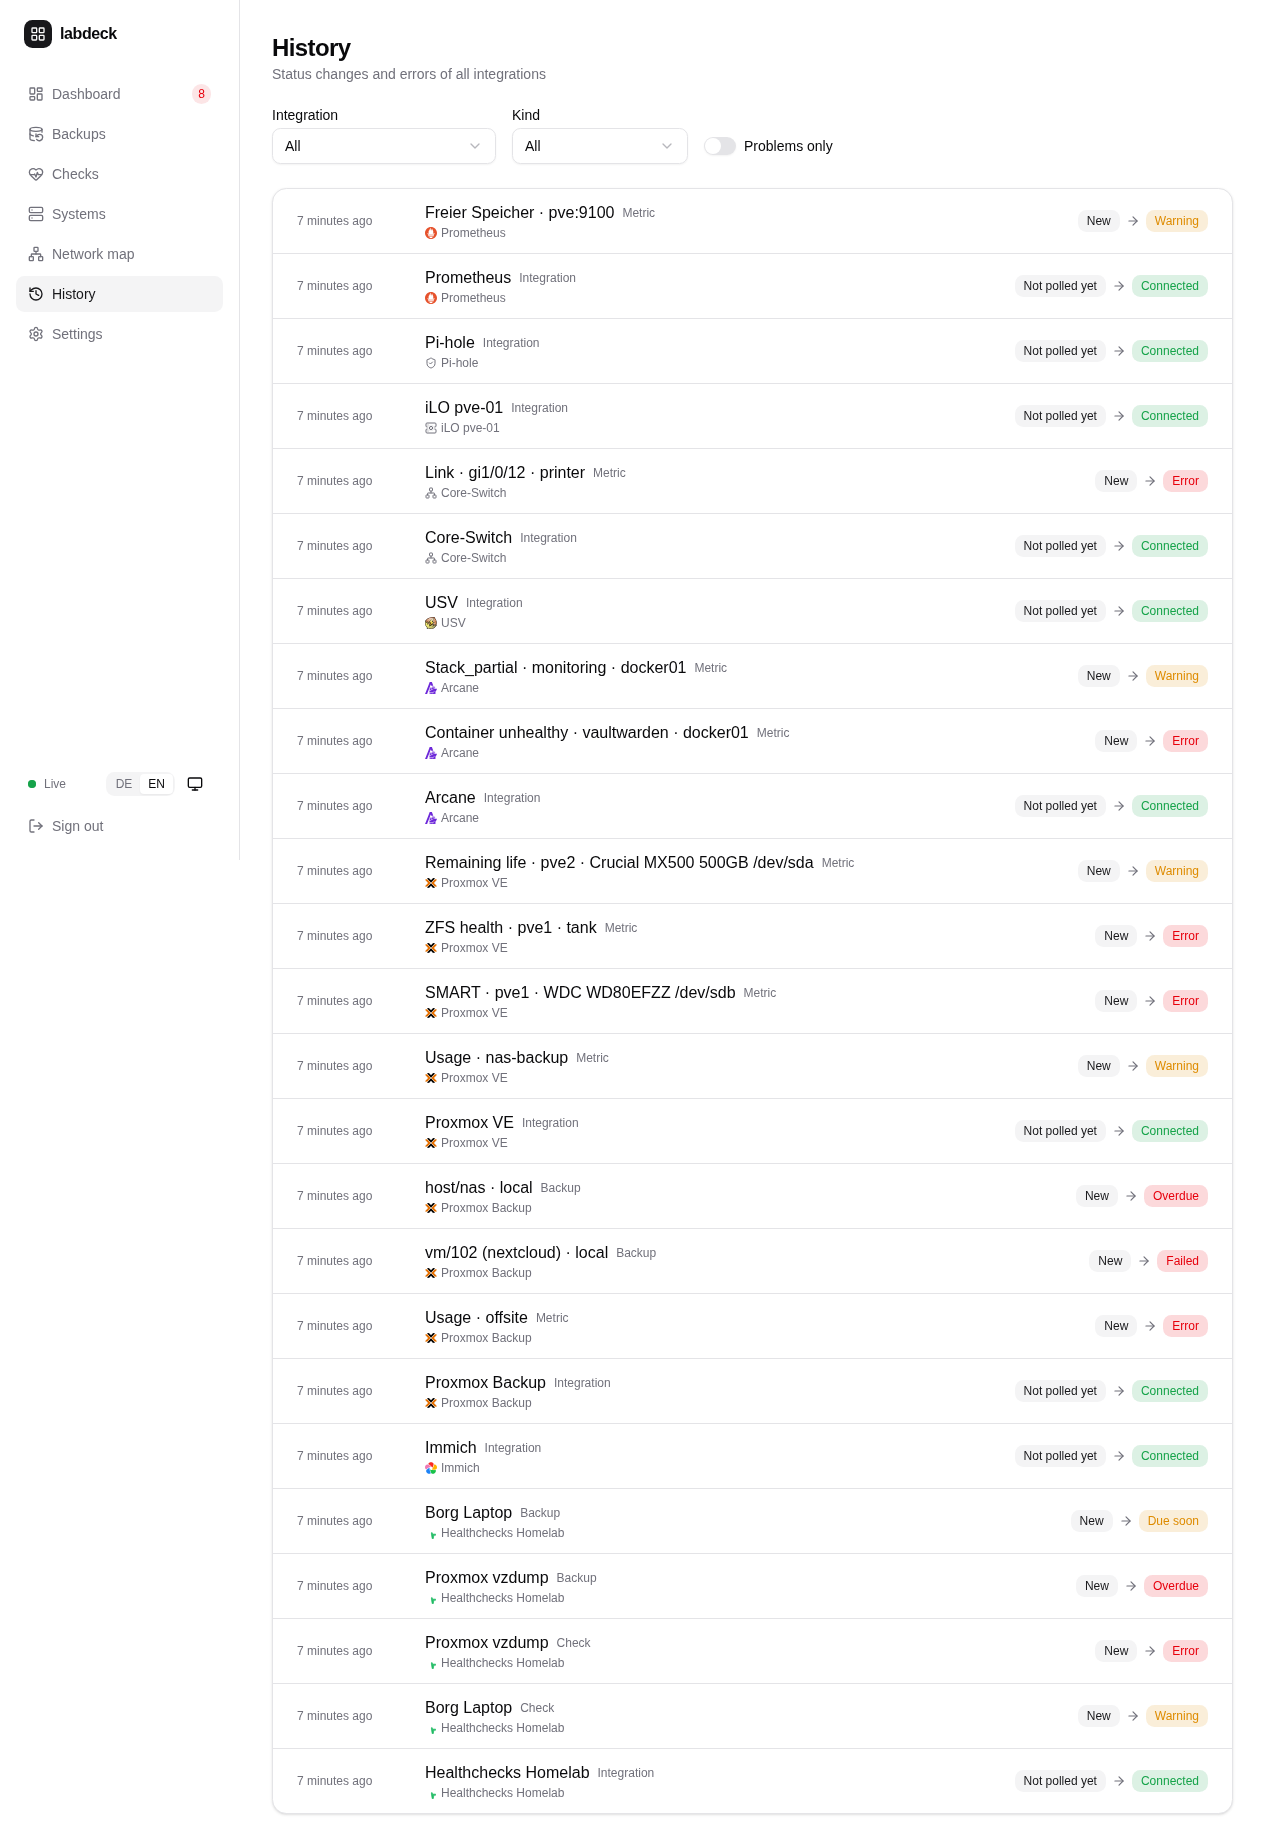 labdeck
Dashboard 8
Backups
Checks
Systems
Network map
History
Settings
Live DE EN
Sign out
History
Status changes and errors of all integrations
Integration Kind
All All Problems only
7 minutes ago Freier Speicher · pve:9100 Metric New → Warning
Prometheus
7 minutes ago Prometheus Integration Not polled yet → Connected
Prometheus
7 minutes ago Pi-hole Integration Not polled yet → Connected
Pi-hole
7 minutes ago iLO pve-01 Integration Not polled yet → Connected
iLO pve-01
7 minutes ago Link · gi1/0/12 · printer Metric New → Error
Core-Switch
7 minutes ago Core-Switch Integration Not polled yet → Connected
Core-Switch
7 minutes ago USV Integration Not polled yet → Connected
USV
7 minutes ago Stack_partial · monitoring · docker01 Metric New → Warning
Arcane
7 minutes ago Container unhealthy · vaultwarden · docker01 Metric New → Error
Arcane
7 minutes ago Arcane Integration Not polled yet → Connected
Arcane
7 minutes ago Remaining life · pve2 · Crucial MX500 500GB /dev/sda Metric New → Warning
Proxmox VE
7 minutes ago ZFS health · pve1 · tank Metric New → Error
Proxmox VE
7 minutes ago SMART · pve1 · WDC WD80EFZZ /dev/sdb Metric New → Error
Proxmox VE
7 minutes ago Usage · nas-backup Metric New → Warning
Proxmox VE
7 minutes ago Proxmox VE Integration Not polled yet → Connected
Proxmox VE
7 minutes ago host/nas · local Backup New → Overdue
Proxmox Backup
7 minutes ago vm/102 (nextcloud) · local Backup New → Failed
Proxmox Backup
7 minutes ago Usage · offsite Metric New → Error
Proxmox Backup
7 minutes ago Proxmox Backup Integration Not polled yet → Connected
Proxmox Backup
7 minutes ago Immich Integration Not polled yet → Connected
Immich
7 minutes ago Borg Laptop Backup New → Due soon
Healthchecks Homelab
7 minutes ago Proxmox vzdump Backup New → Overdue
Healthchecks Homelab
7 minutes ago Proxmox vzdump Check New → Error
Healthchecks Homelab
7 minutes ago Borg Laptop Check New → Warning
Healthchecks Homelab
7 minutes ago Healthchecks Homelab Integration Not polled yet → Connected
Healthchecks Homelab